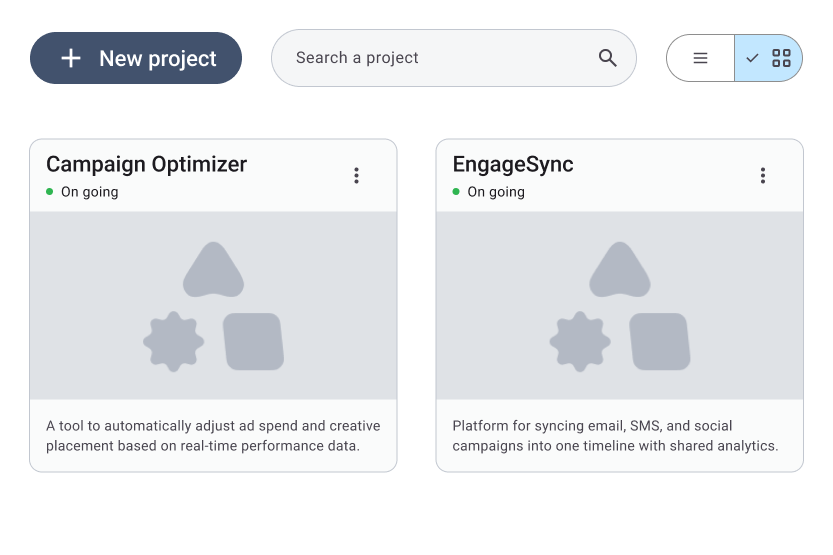 New project
Search a project
Campaign Optimizer
On going
A tool to automatically adjust ad spend and creative
placement based on real-time performance data.
EngageSync
On going
Platform for syncing email, SMS, and social
campaigns into one timeline with shared analytics.